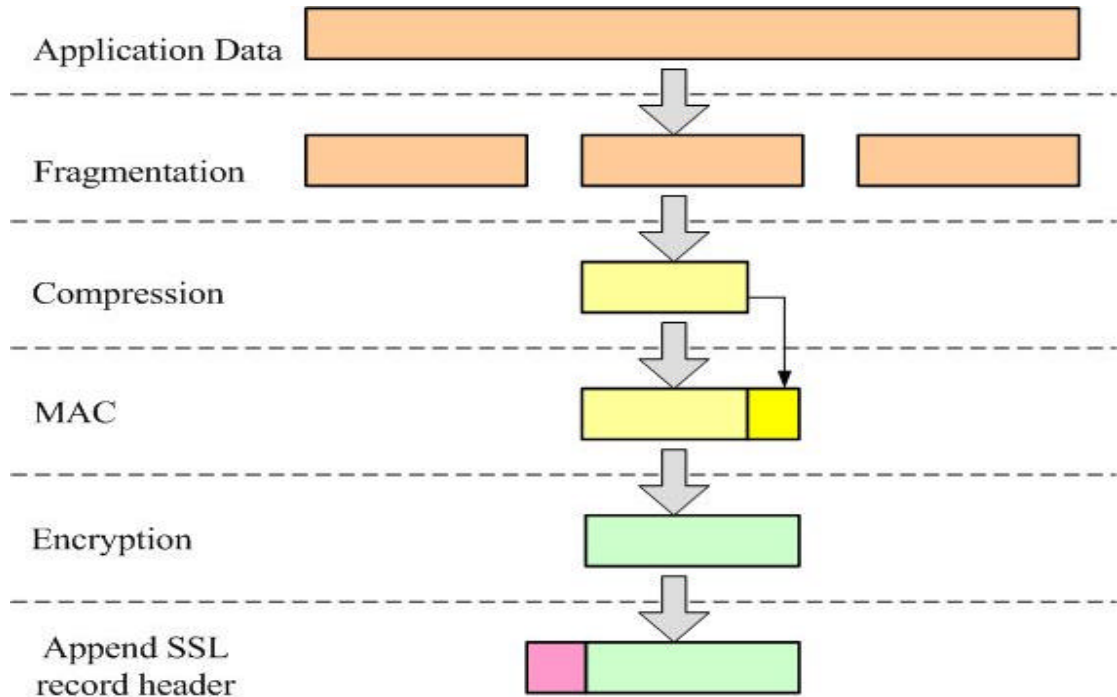 Application Data
Fragmentation
Compression
MAC
Encryption
Append SSL
record header